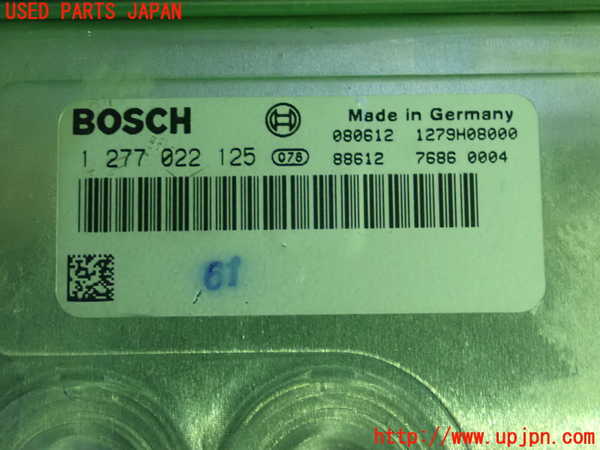 USED PARTS JAPAN
BOSCH
Made in Germany
080612 1279H08000
1 277 022 125 078 88612 7686 0004
61
http://www.upjpn.com